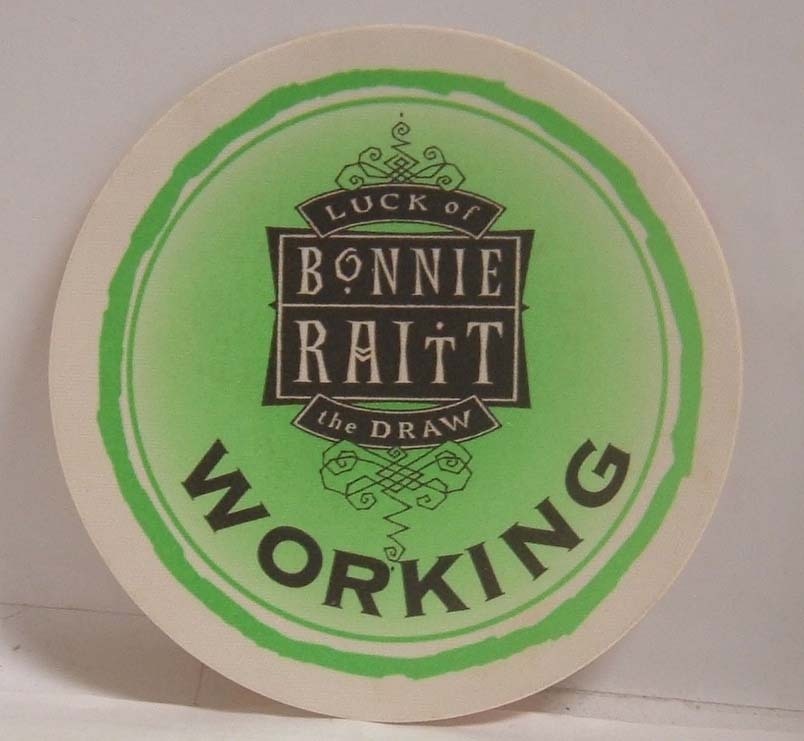 LUCK of
BONNIE
RAITT
the DRAW
WORKING